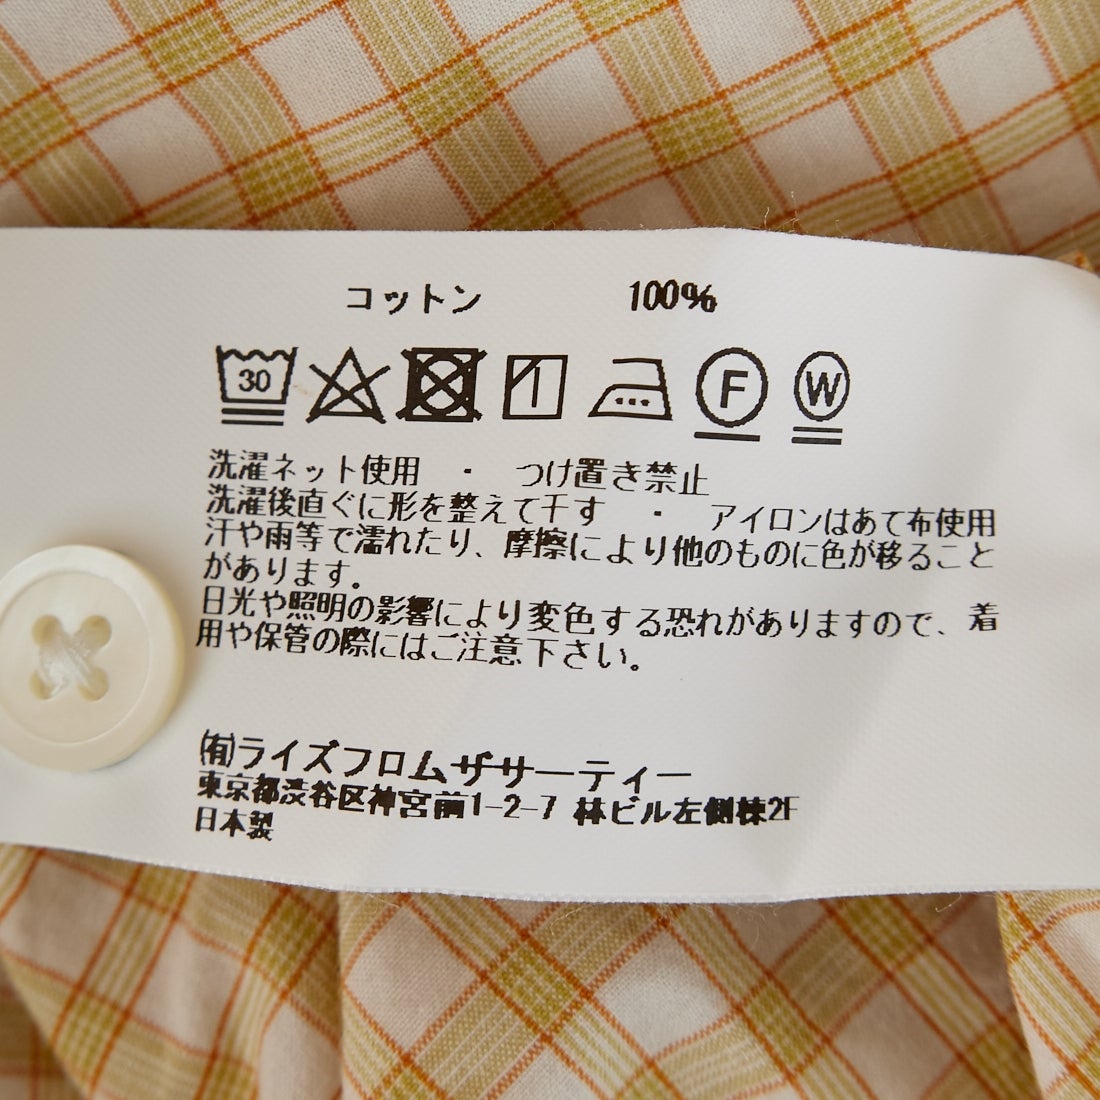 コットン 100%
30 F W
洗濯ネット使用 ・ つけ置き禁止
洗濯後直ぐに形を整えて干す ・ アイロンはあて布使用
汗や雨等で濡れたり、摩擦により他のものに色が移ること
があります。
日光や照明の影響により変色する恐れがありますので、着
用や保管の際にはご注意下さい。
(有)ライズフロムザサーティー
東京都渋谷区神宮前1-2-7 林ビル左側棟2F
日本製